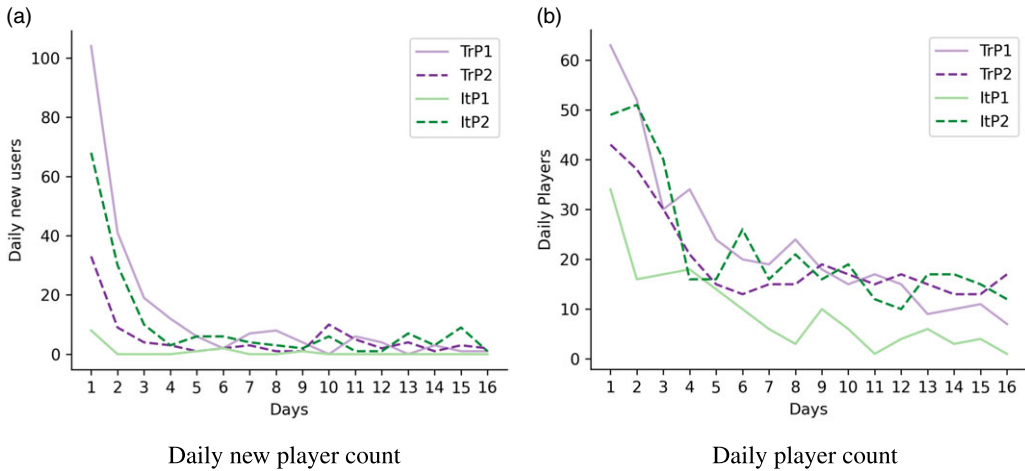 (a)
Daily new users
100
80
60
40
20
0
TrP1
TrP2
ItP1
ItP2
1 2 3 4 5 6 7 8 9 10 11 12 13 14 15 16
Days
Daily new player count
(b)
Daily Players
60
50
40
30
20
10
0
TrP1
TrP2
ItP1
ItP2
1 2 3 4 5 6 7 8 9 10 11 12 13 14 15 16
Days
Daily player count